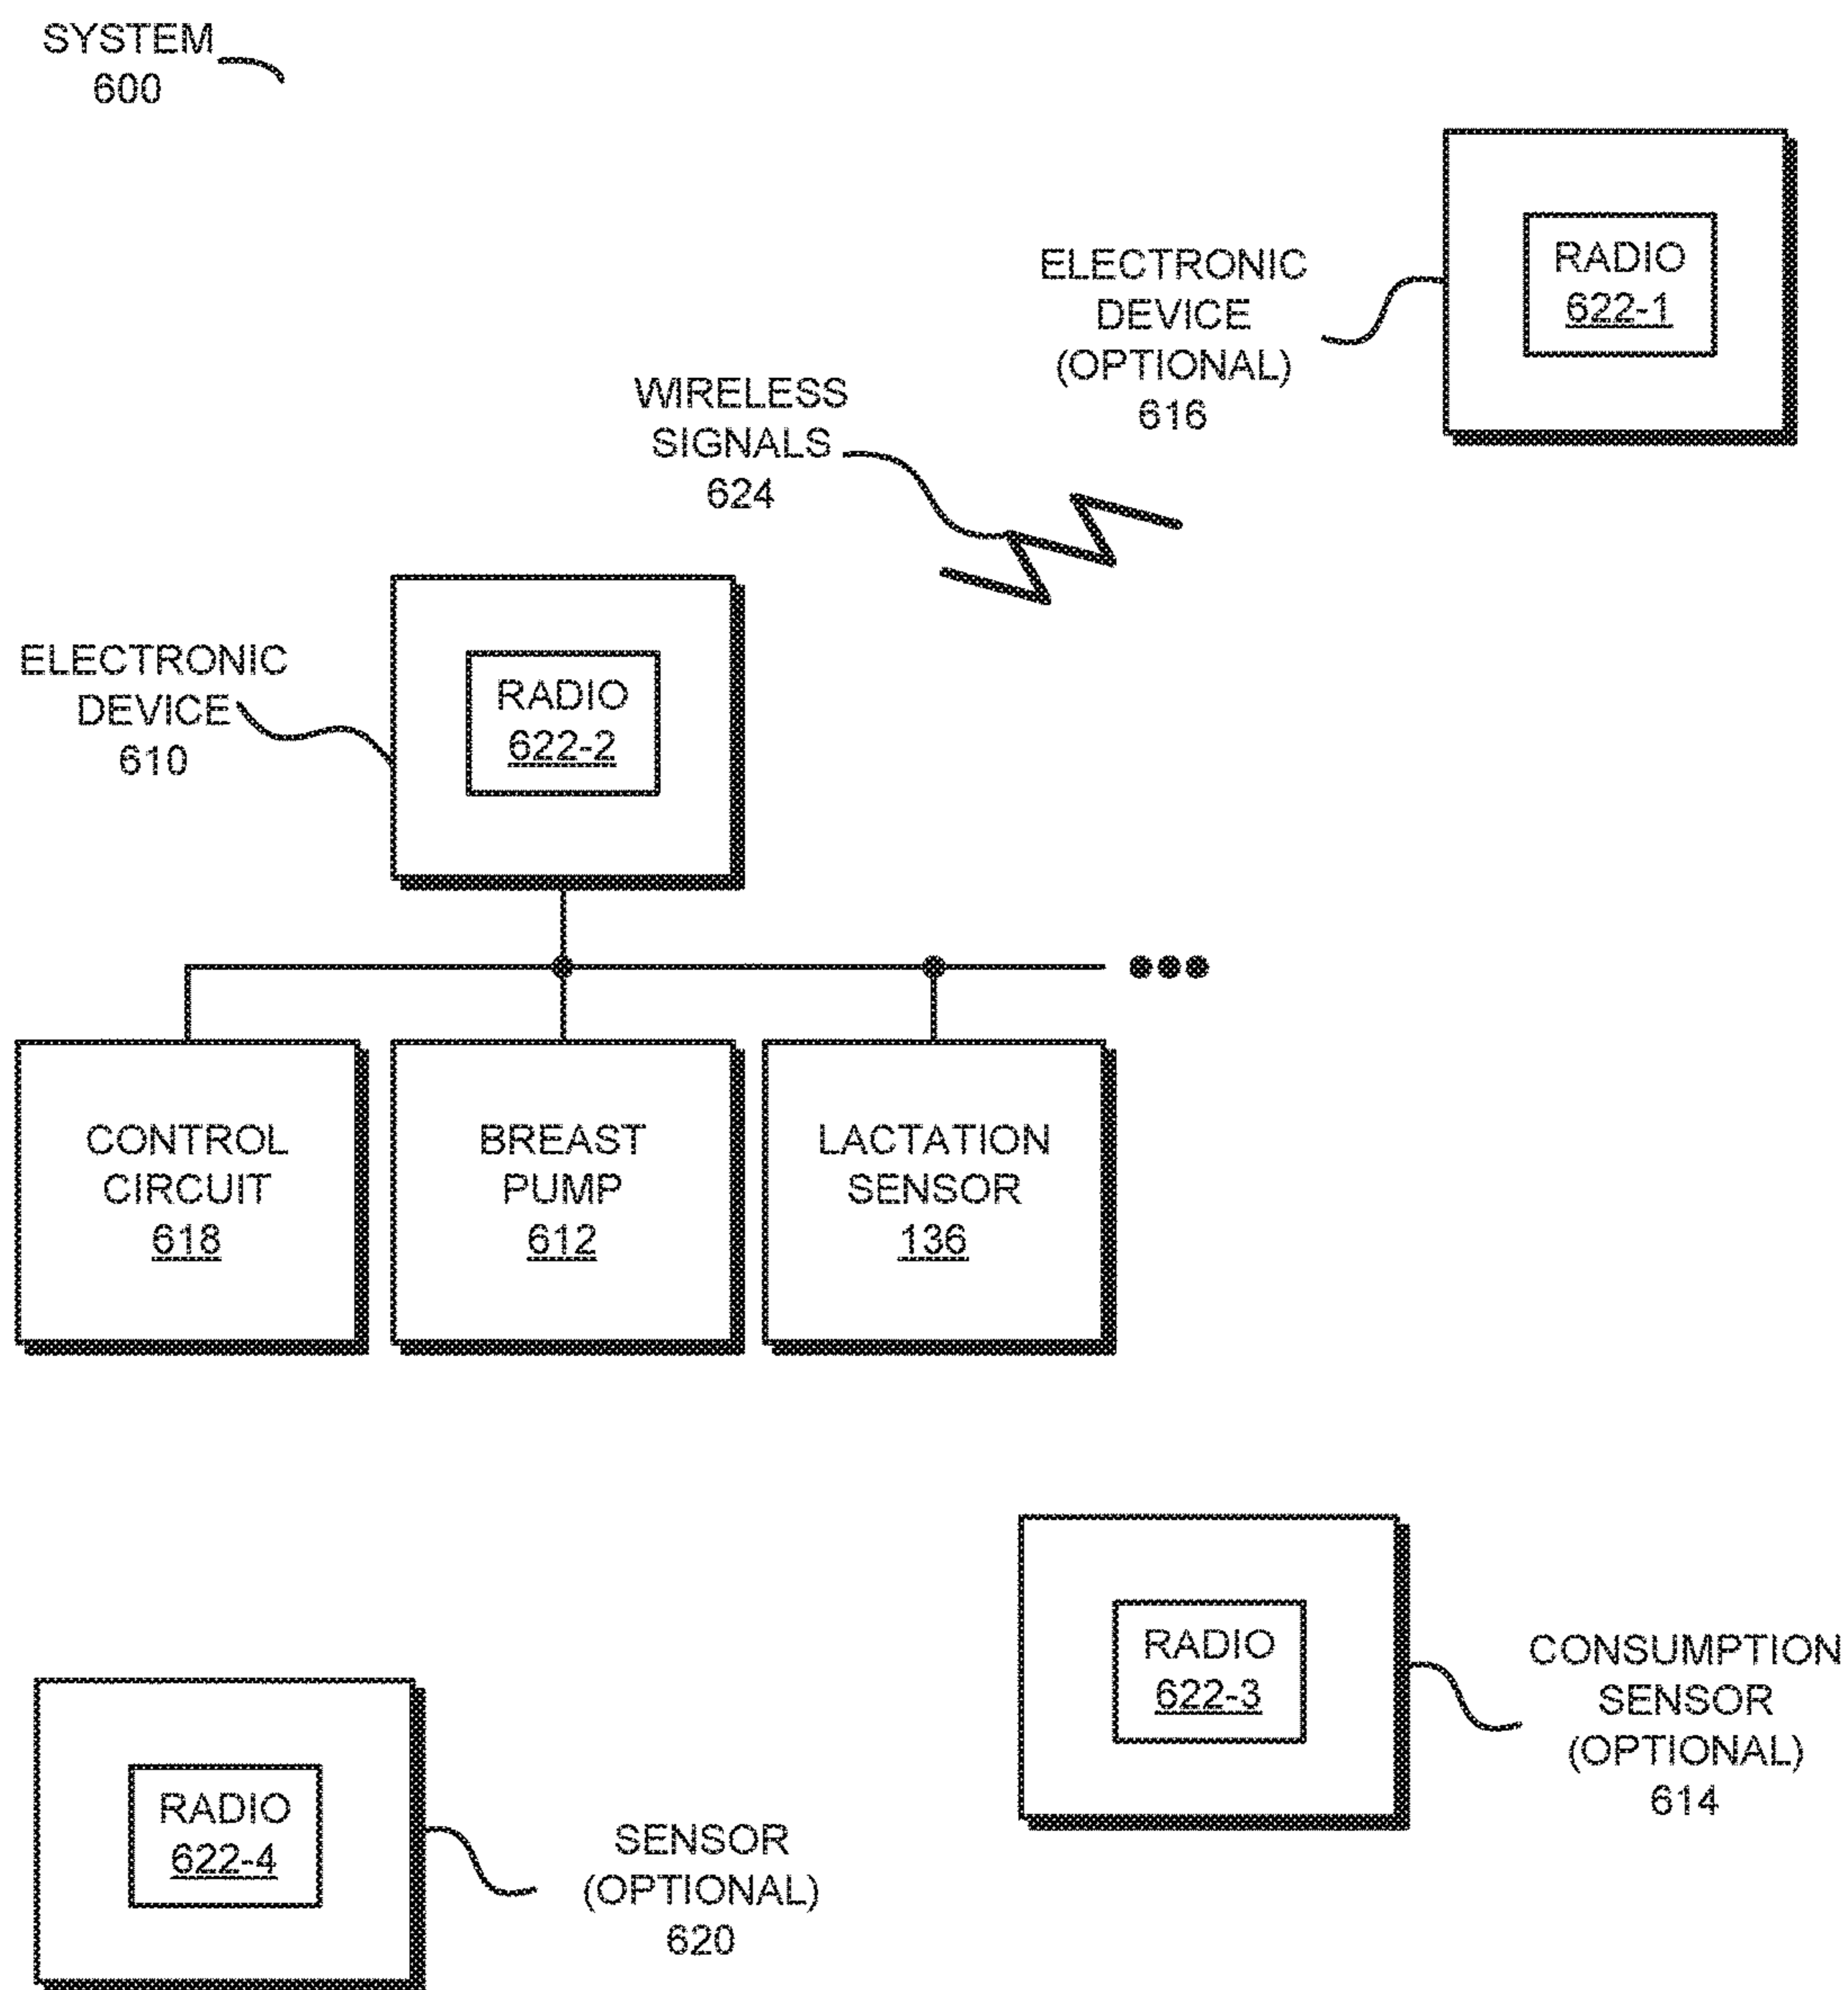 SYSTEM
600
RADIO
622-1
ELECTRONIC
DEVICE
(OPTIONAL)
616
WIRELESS
SIGNALS
624
ELECTRONIC
DEVICE
610
RADIO
622-2
CONTROL
CIRCUIT
618
BREAST
PUMP
612
LACTATION
SENSOR
136
RADIO
622-3
CONSUMPTION
SENSOR
(OPTIONAL)
614
RADIO
622-4
SENSOR
(OPTIONAL)
620